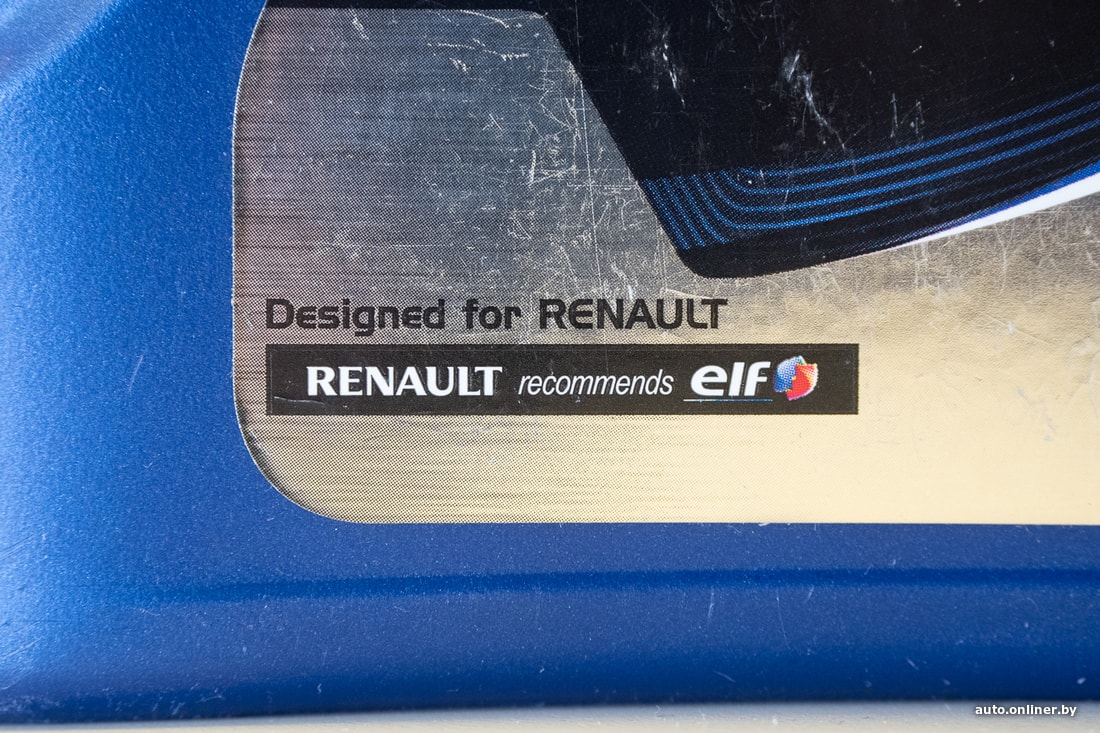 Designed for RENAULT
RENAULT recommends elf
auto.onliner.by